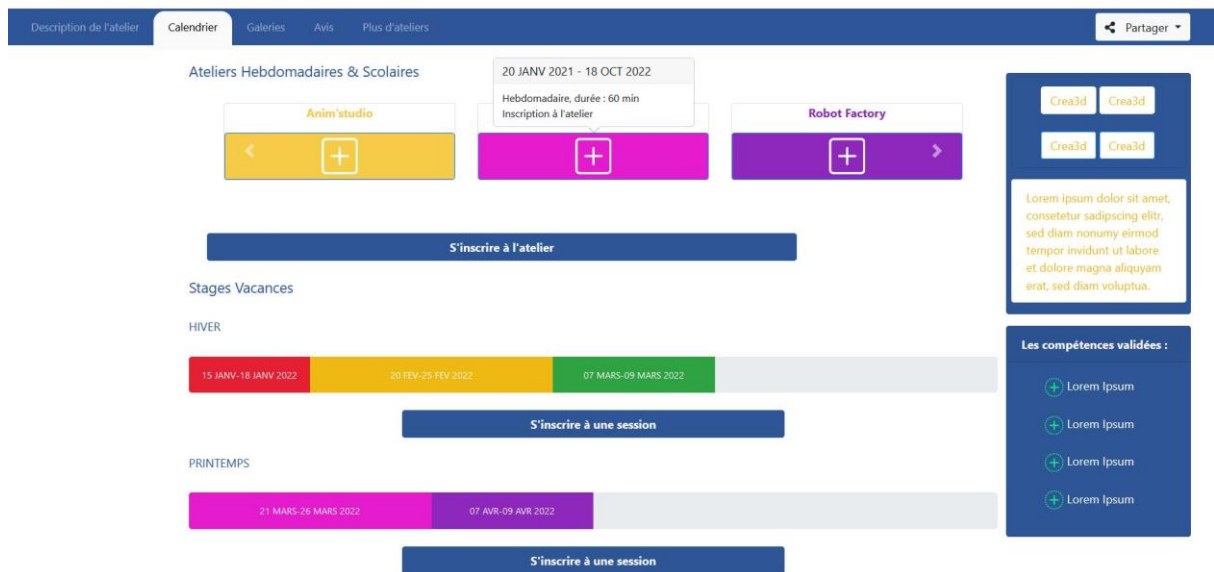 Description de l'atelier
Calendrier
Galeries
Avis
Plus d'ateliers
Partager
Ateliers Hebdomadaires & Scolaires
20 JANV 2021 - 18 OCT 2022
Hebdomadaire, durée : 60 min
Inscription à l'atelier
Anim'studio
Robot Factory
S'inscrire à l'atelier
Stages Vacances
HIVER
15 JANV-18 JANV 2022
20 FEV-25 FEV 2022
07 MARS-09 MARS 2022
S'inscrire à une session
PRINTEMPS
21 MARS-26 MARS 2022
07 AVR-09 AVR 2022
S'inscrire à une session
Crea3d
Crea3d
Crea3d
Crea3d
Lorem ipsum dolor sit amet,
consetetur sadipscing elitr,
sed diam nonumy eirmod
tempor invidunt ut labore
et dolore magna aliquyam
erat, sed diam voluptua.
Les compétences validées :
Lorem Ipsum
Lorem Ipsum
Lorem Ipsum
Lorem Ipsum